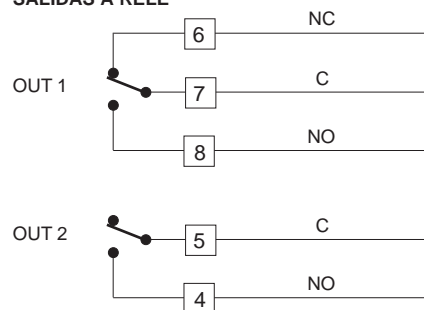 SALIDAS A RELE
6 NC
OUT 1
7 C
8 NO
OUT 2
5 C
4 NO